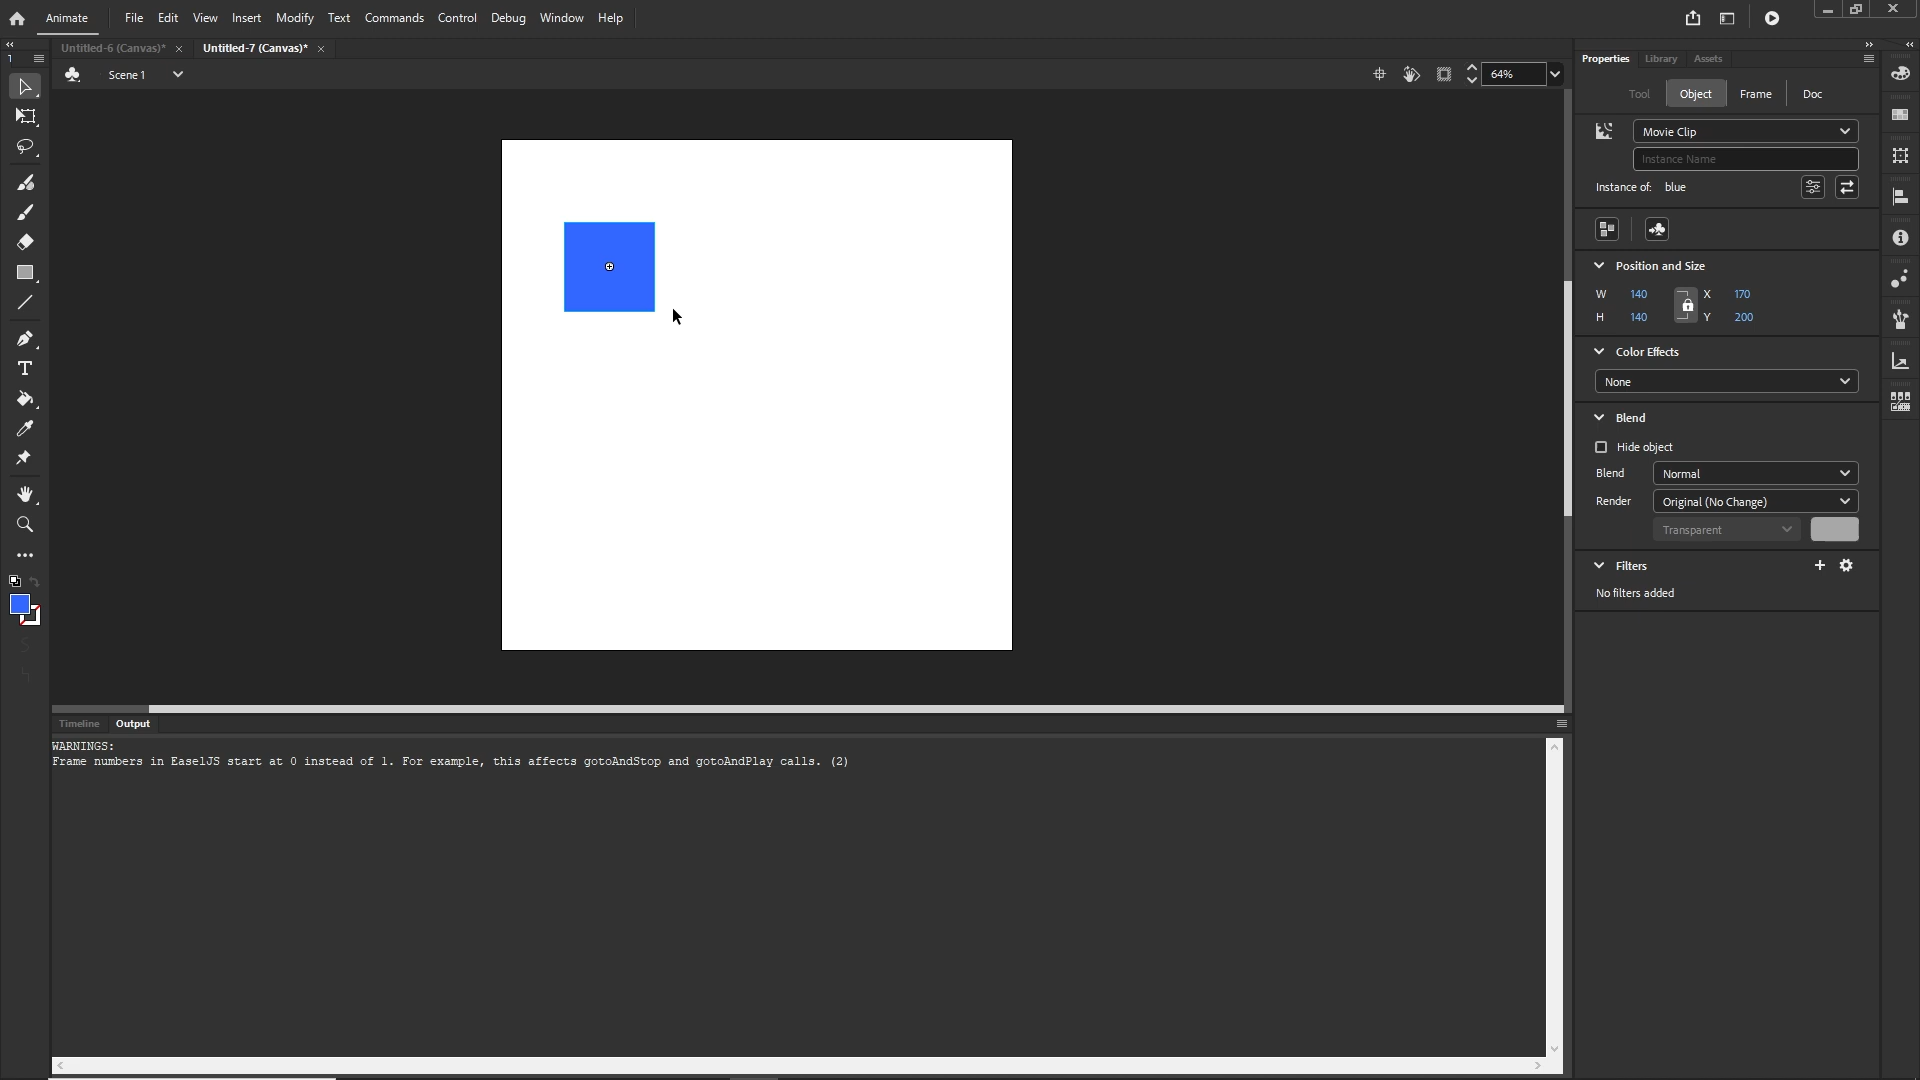 Animate File Edit View Insert Modify Text Commands Control Debug Window Help
Untitled-6 (Canvas)* × Untitled-7 (Canvas)* ×
Scene 1
64%
Properties Library Assets
Tool Object Frame Doc
Movie Clip
Instance Name
Instance of: blue
Position and Size
W 140 X 170
H 140 Y 200
Color Effects
None
Blend
Hide object
Blend Normal
Render Original (No Change)
Transparent
Filters
No filters added
Timeline Output
WARNINGS:
Frame numbers in EaselJS start at 0 instead of 1. For example, this affects gotoAndStop and gotoAndPlay calls. (2)